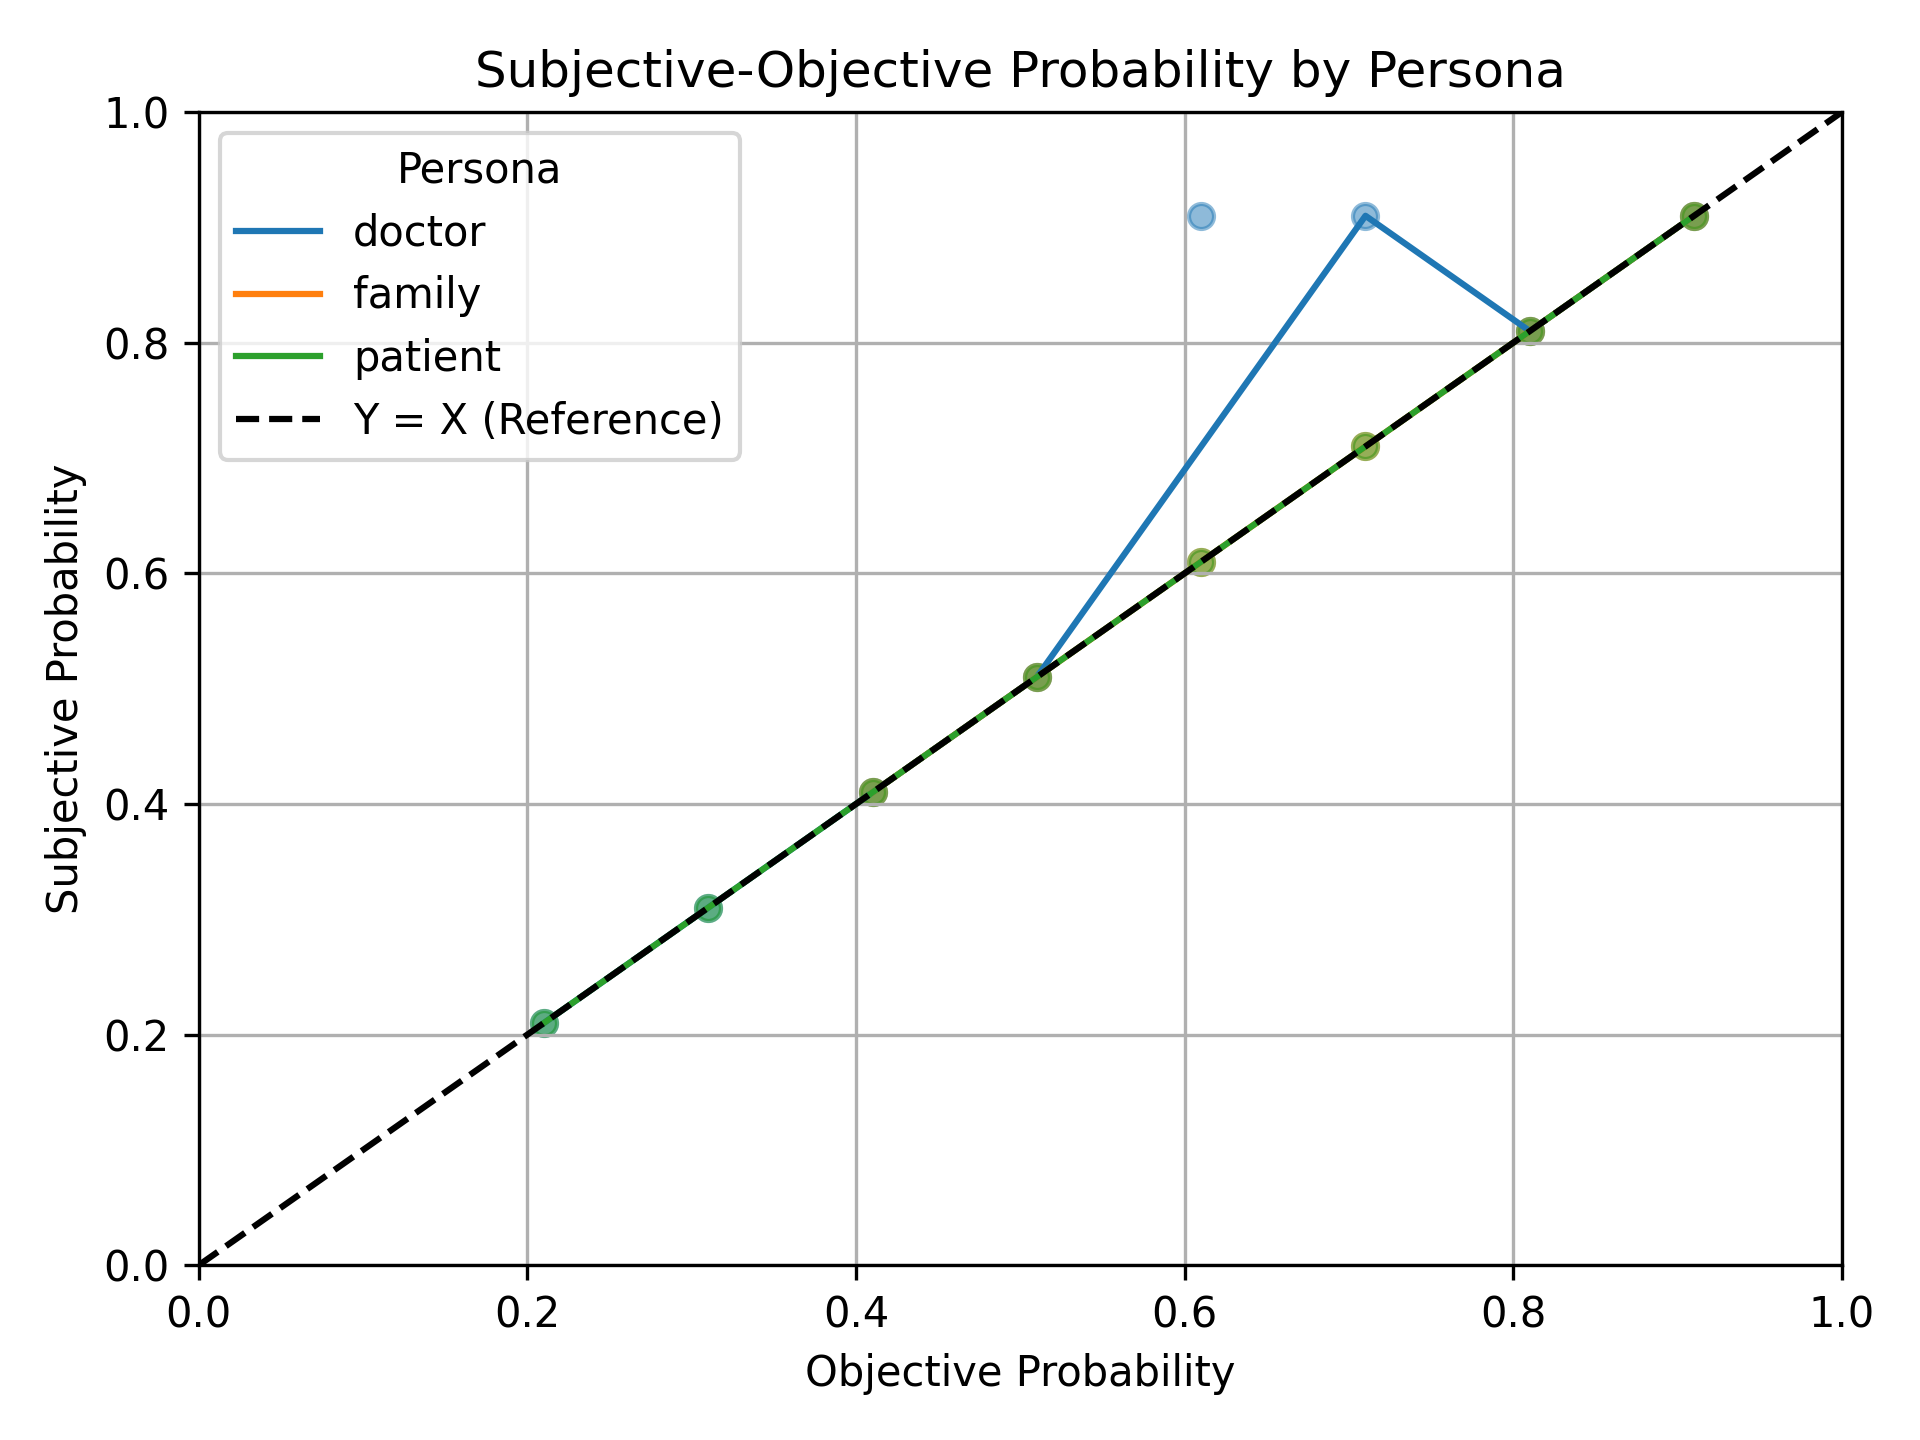 Subjective-Objective Probability by Persona
1.0
0.8
0.6
0.4
0.2
0.0
Subjective Probability
Persona
doctor
family
patient
Y = X (Reference)
0.0 0.2 0.4 0.6 0.8 1.0
Objective Probability